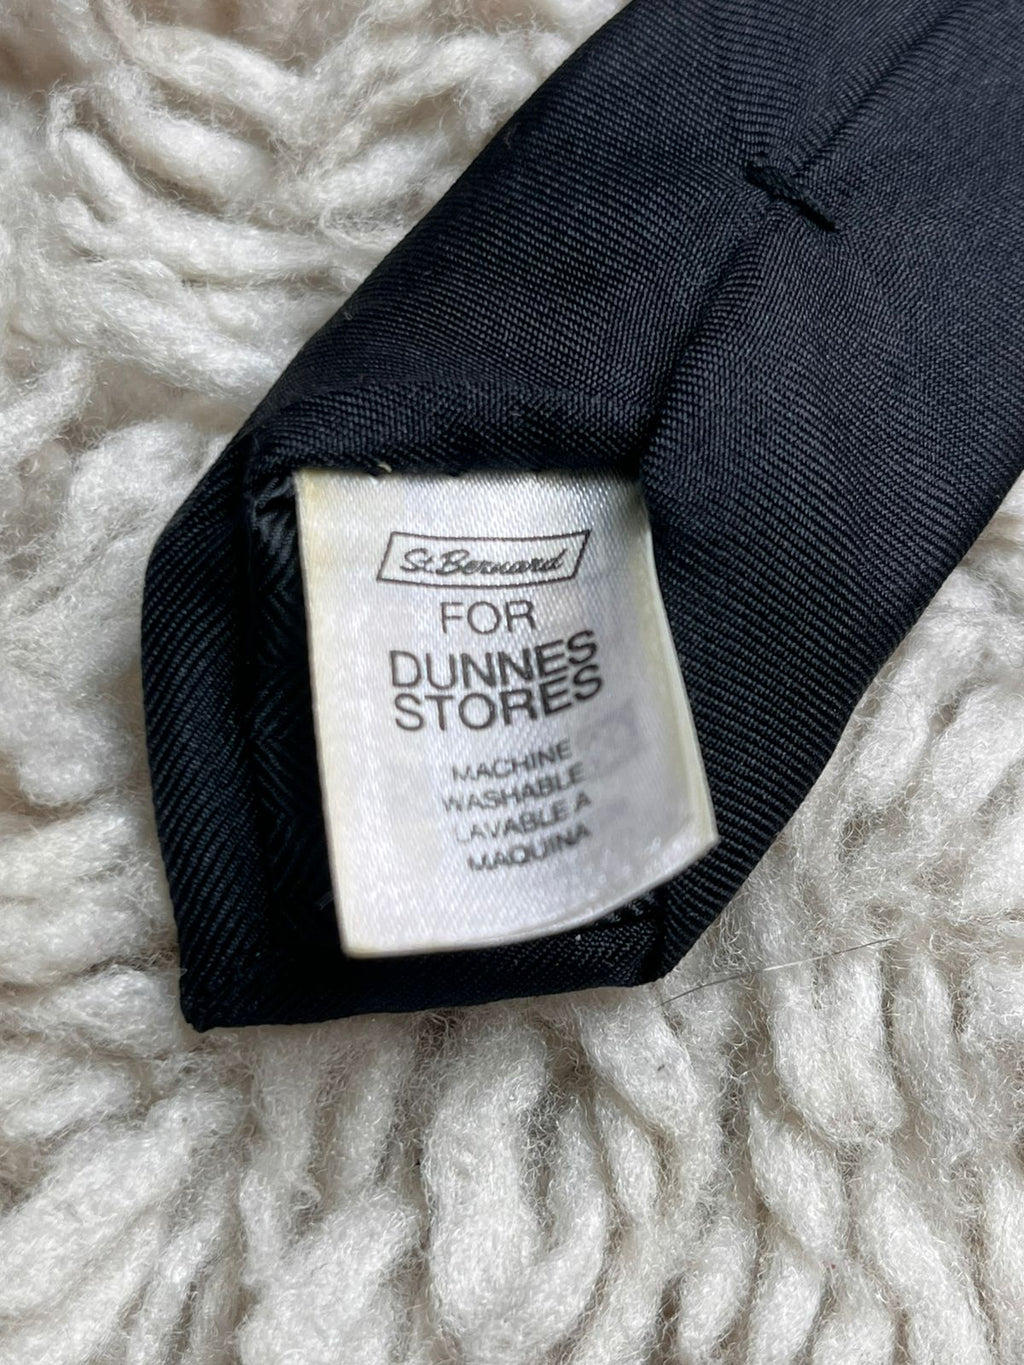 St. Bernard
FOR
DUNNES
STORES
MACHINE
WASHABLE
LAVABLE A
MAQUINA